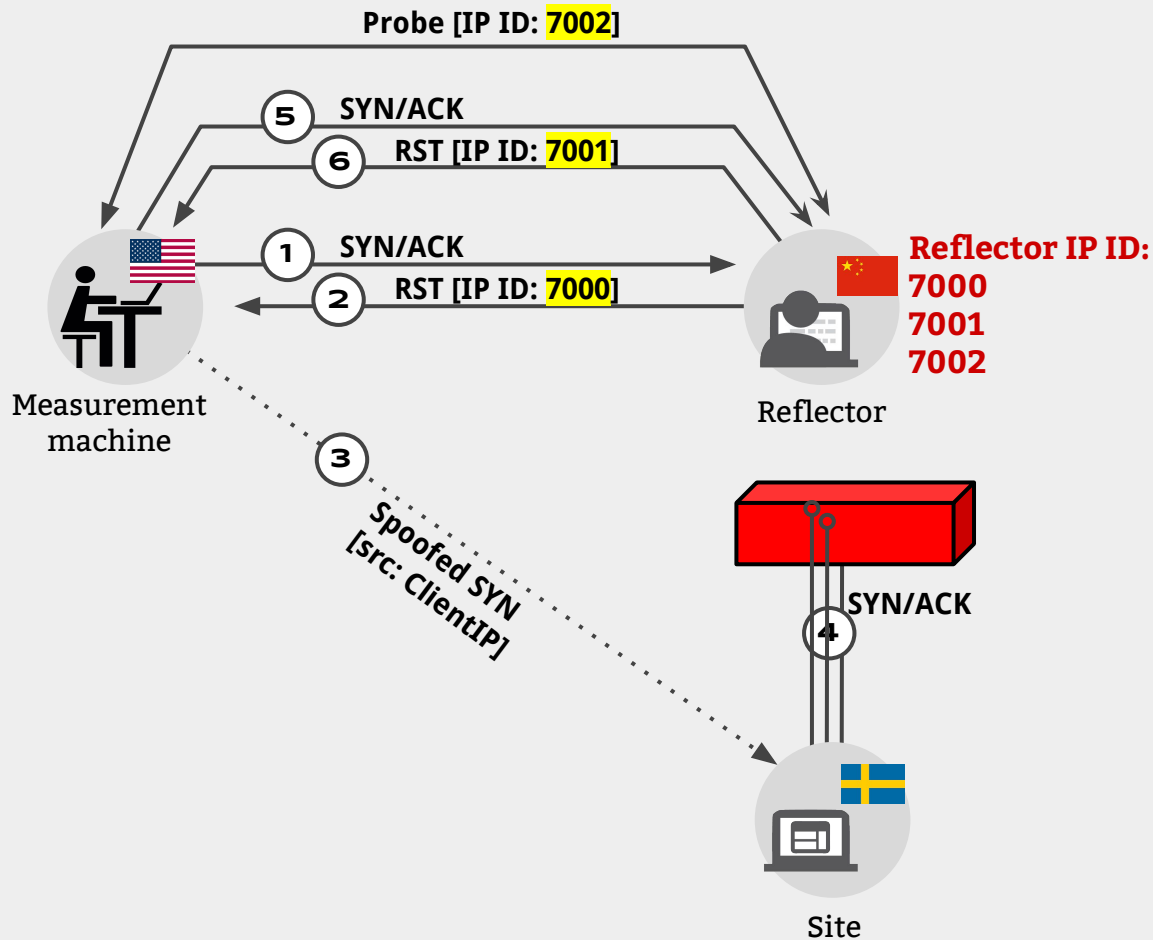 Probe [IP ID: 7002]
5
SYN/ACK
6
RST [IP ID: 7001]
1
SYN/ACK
2
RST [IP ID: 7000]
Reflector IP ID:
7000
7001
7002
Measurement
machine
Reflector
3
Spoofed SYN
[src: ClientIP]
SYN/ACK
4
Site